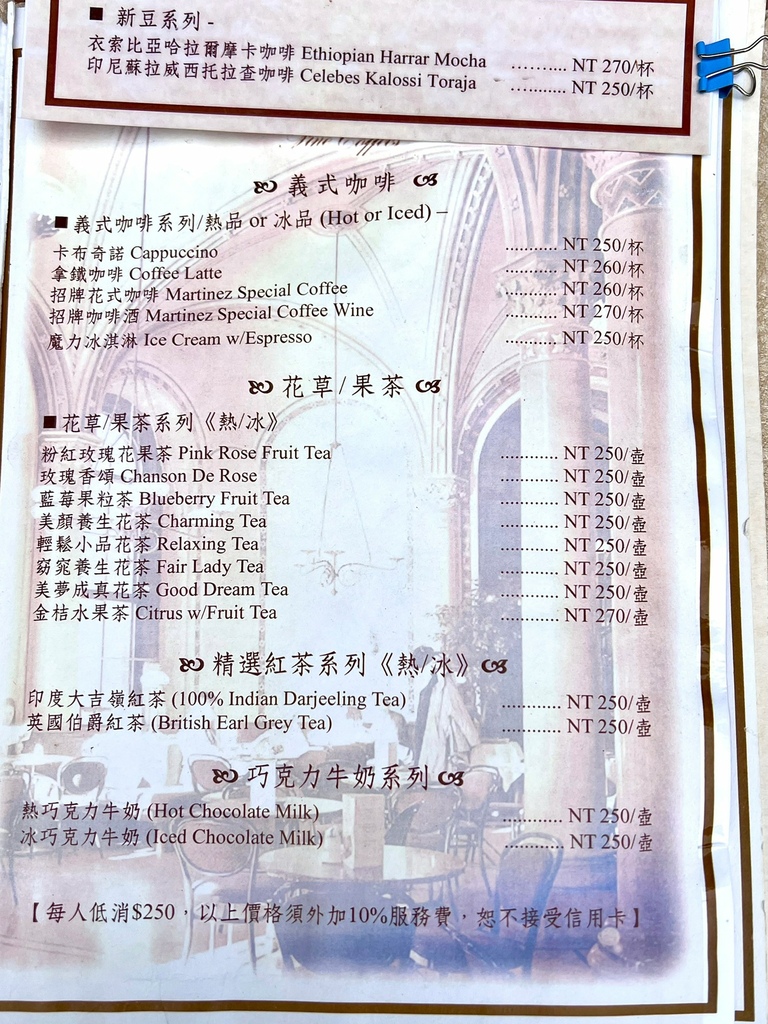 ■ 新豆系列 -
衣索比亞哈拉爾摩卡咖啡 Ethiopian Harrar Mocha ......... NT 270/杯
印尼蘇拉威西托拉查咖啡 Celebes Kalossi Toraja ........... NT 250/杯
義式咖啡
■ 義式咖啡系列/熱品 or 冰品 (Hot or Iced) –
卡布奇諾 Cappuccino ........... NT 250/杯
拿鐵咖啡 Coffee Latte ........... NT 260/杯
招牌花式咖啡 Martinez Special Coffee ........... NT 260/杯
招牌咖啡酒 Martinez Special Coffee Wine ........... NT 270/杯
魔力冰淇淋 Ice Cream w/Espresso ........... NT 250/杯
花草/果茶
■ 花草/果茶系列《熱/冰》
粉紅玫瑰花果茶 Pink Rose Fruit Tea ............ NT 250/壺
玫瑰香頌 Chanson De Rose ............ NT 250/壺
藍莓果粒茶 Blueberry Fruit Tea ............ NT 250/壺
美顏養生花茶 Charming Tea ............ NT 250/壺
輕鬆小品花茶 Relaxing Tea ............ NT 250/壺
窈窕養生花茶 Fair Lady Tea ............ NT 250/壺
美夢成真花茶 Good Dream Tea ............ NT 250/壺
金桔水果茶 Citrus w/Fruit Tea ............ NT 270/壺
精選紅茶系列《熱/冰》
印度大吉嶺紅茶 (100% Indian Darjeeling Tea) ............ NT 250/壺
英國伯爵紅茶 (British Earl Grey Tea) ............ NT 250/壺
巧克力牛奶系列
熱巧克力牛奶 (Hot Chocolate Milk) ............ NT 250/壺
冰巧克力牛奶 (Iced Chocolate Milk) ............ NT 250/壺
【每人低消$250，以上價格須外加10%服務費，恕不接受信用卡】